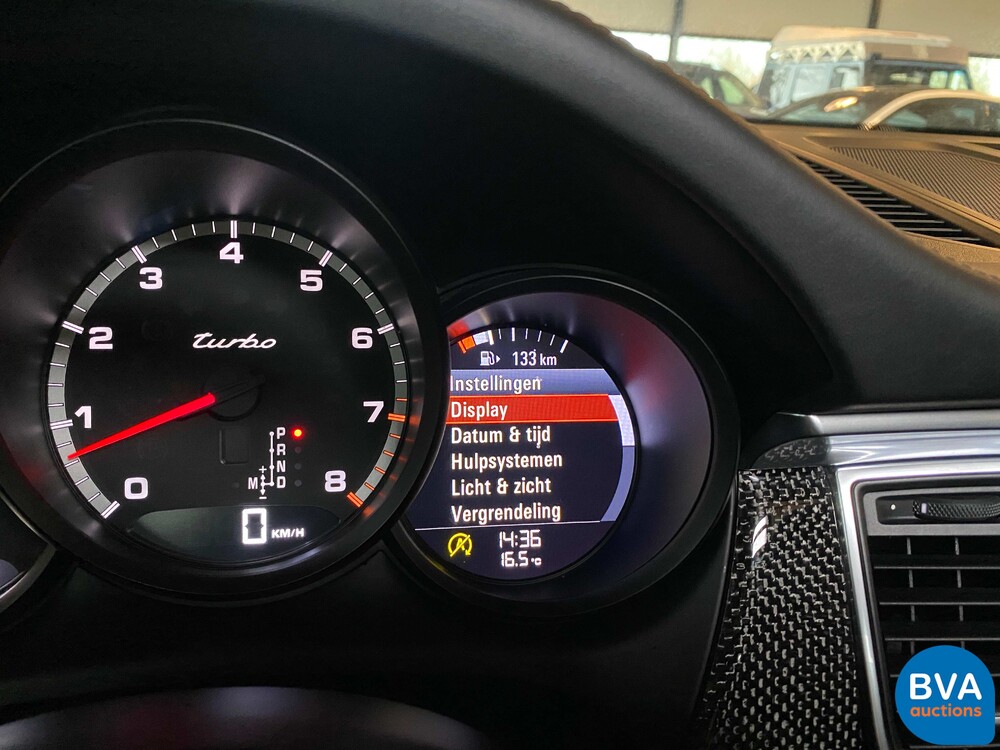 0
1
2
3
4
5
6
7
8
turbo
P
R
N
M D
+
-
0 KM/H
133 km
Instellingen
Display
Datum & tijd
Hulpsystemen
Licht & zicht
Vergrendeling
14:36
16.5 °C
BVA
auctions